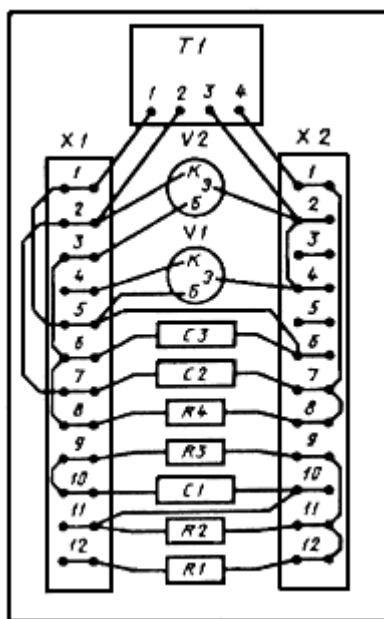 T1
1 2 3 4
X1 V2 X2
1 К Э 1
2 Б 2
3 V1 3
4 К Э 4
5 Б 5
6 C3 6
7 C2 7
8 R4 8
9 R3 9
10 C1 10
11 R2 11
12 R1 12